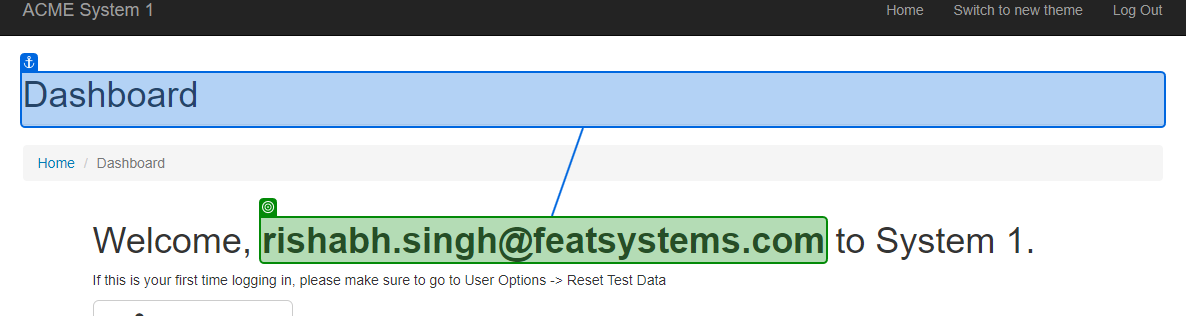 ACME System 1 Home Switch to new theme Log Out
Dashboard
Home / Dashboard
Welcome, rishabh.singh@featsystems.com to System 1.
If this is your first time logging in, please make sure to go to User Options -> Reset Test Data